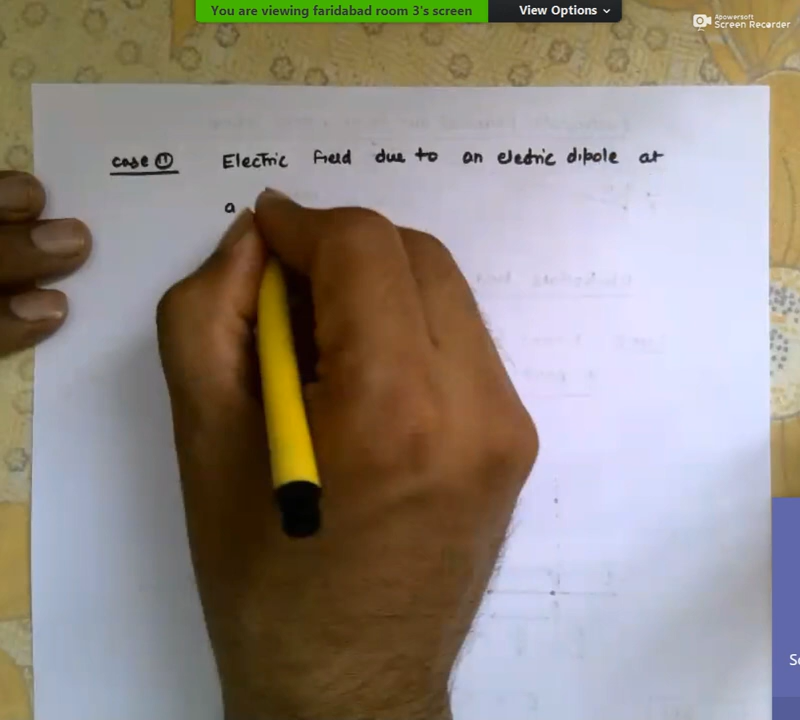 You are viewing faridabad room 3's screen
View Options
Apowersoft
Screen Recorder
Case ①
Electric field due to an electric dipole at
a